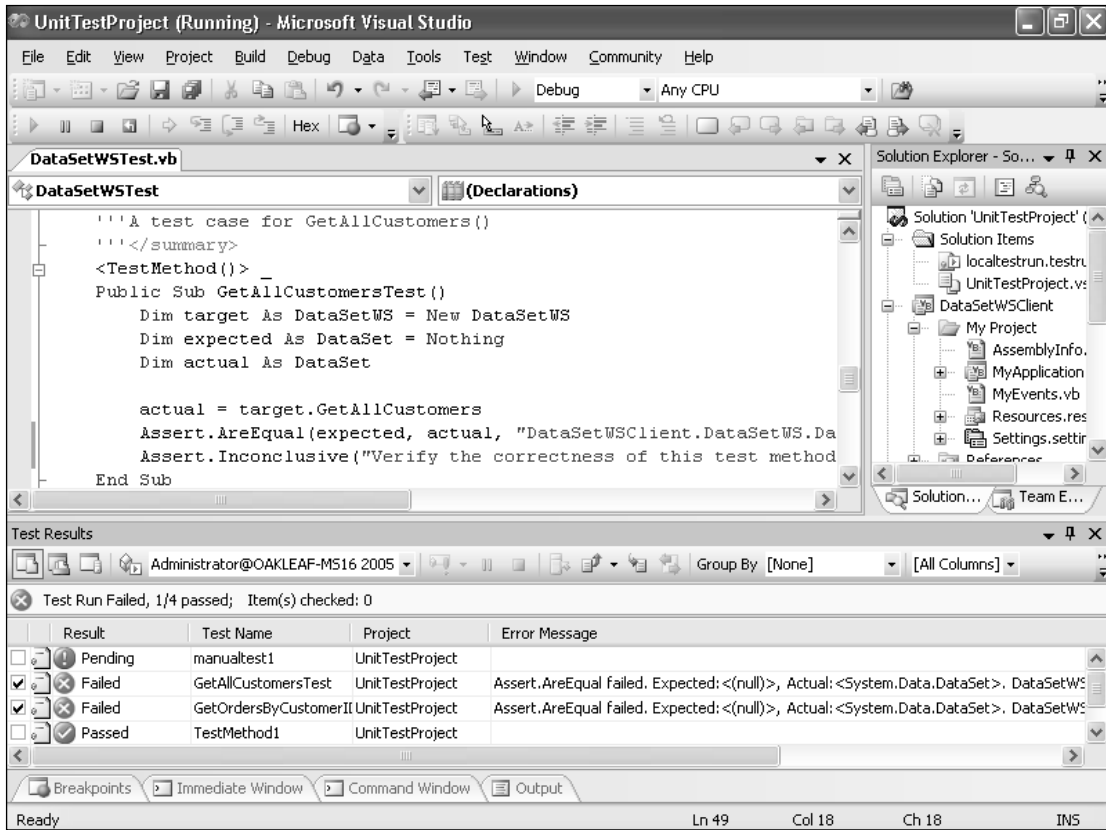 UnitTestProject (Running) - Microsoft Visual Studio
File Edit View Project Build Debug Data Tools Test Window Community Help
Debug Any CPU
Hex
DataSetWSTest.vb
Solution Explorer - So...
DataSetWSTest (Declarations)
'''A test case for GetAllCustomers()
'''</summary>
<TestMethod()> _
Public Sub GetAllCustomersTest()
Dim target As DataSetWS = New DataSetWS
Dim expected As DataSet = Nothing
Dim actual As DataSet
actual = target.GetAllCustomers
Assert.AreEqual(expected, actual, "DataSetWSClient.DataSetWS.Da
Assert.Inconclusive("Verify the correctness of this test method
End Sub
Solution 'UnitTestProject' (
Solution Items
localtestrun.testru
UnitTestProject.vs
DataSetWSClient
My Project
AssemblyInfo.
MyApplication
MyEvents.vb
Resources.res
Settings.settin
References
Solution... Team E...
Test Results
Administrator@OAKLEAF-MS16 2005 Group By [None] [All Columns]
Test Run Failed, 1/4 passed; Item(s) checked: 0
Result Test Name Project Error Message
Pending manualtest1 UnitTestProject
Failed GetAllCustomersTest UnitTestProject Assert.AreEqual failed. Expected:<(null)>, Actual:<System.Data.DataSet>. DataSetWS
Failed GetOrdersByCustomerI UnitTestProject Assert.AreEqual failed. Expected:<(null)>, Actual:<System.Data.DataSet>. DataSetWS
Passed TestMethod1 UnitTestProject
Breakpoints Immediate Window Command Window Output
Ready Ln 49 Col 18 Ch 18 INS